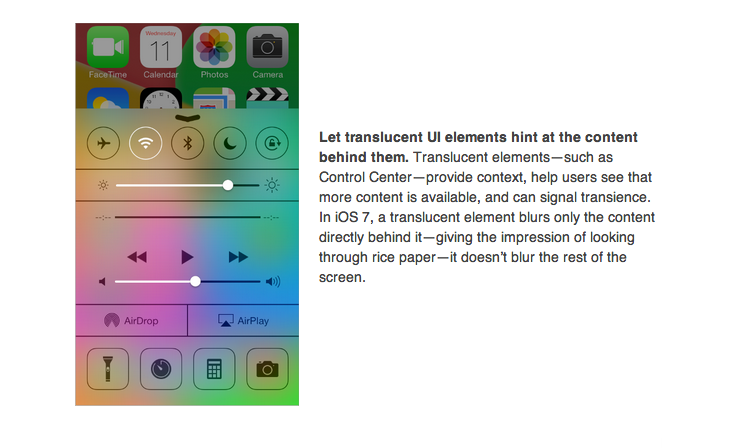 FaceTime Calendar Photos Camera
Wednesday
11
--:-- --:--
AirDrop AirPlay
Let translucent UI elements hint at the content
behind them. Translucent elements—such as
Control Center—provide context, help users see that
more content is available, and can signal transience.
In iOS 7, a translucent element blurs only the content
directly behind it—giving the impression of looking
through rice paper—it doesn’t blur the rest of the
screen.